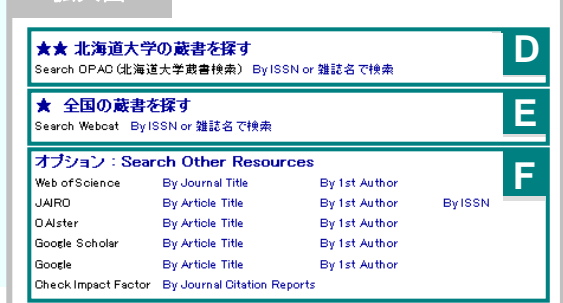 ★★ 北海道大学の蔵書を探す
D
Search OPAC (北海道大学蔵書検索) By ISSN or 雑誌名で検索
★ 全国の蔵書を探す
E
Search Webcat By ISSN or 雑誌名で検索
オプション：Search Other Resources
F
Web of Science By Journal Title By 1st Author
JAIRO By Article Title By 1st Author By ISSN
OAIster By Article Title By 1st Author
Google Scholar By Article Title By 1st Author
Google By Article Title By 1st Author
Check Impact Factor By Journal Citation Reports